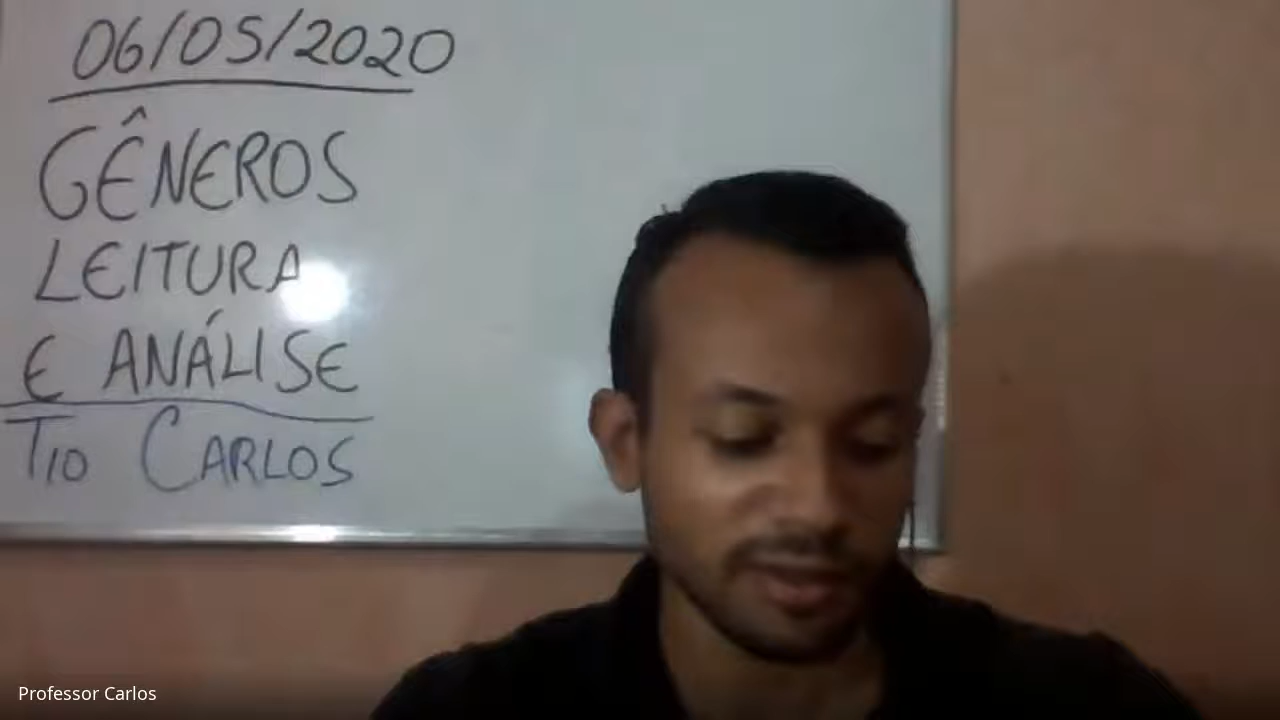 06/05/2020
GÊNEROS
LEITURA
E ANÁLISE
TIO CARLOS
Professor Carlos